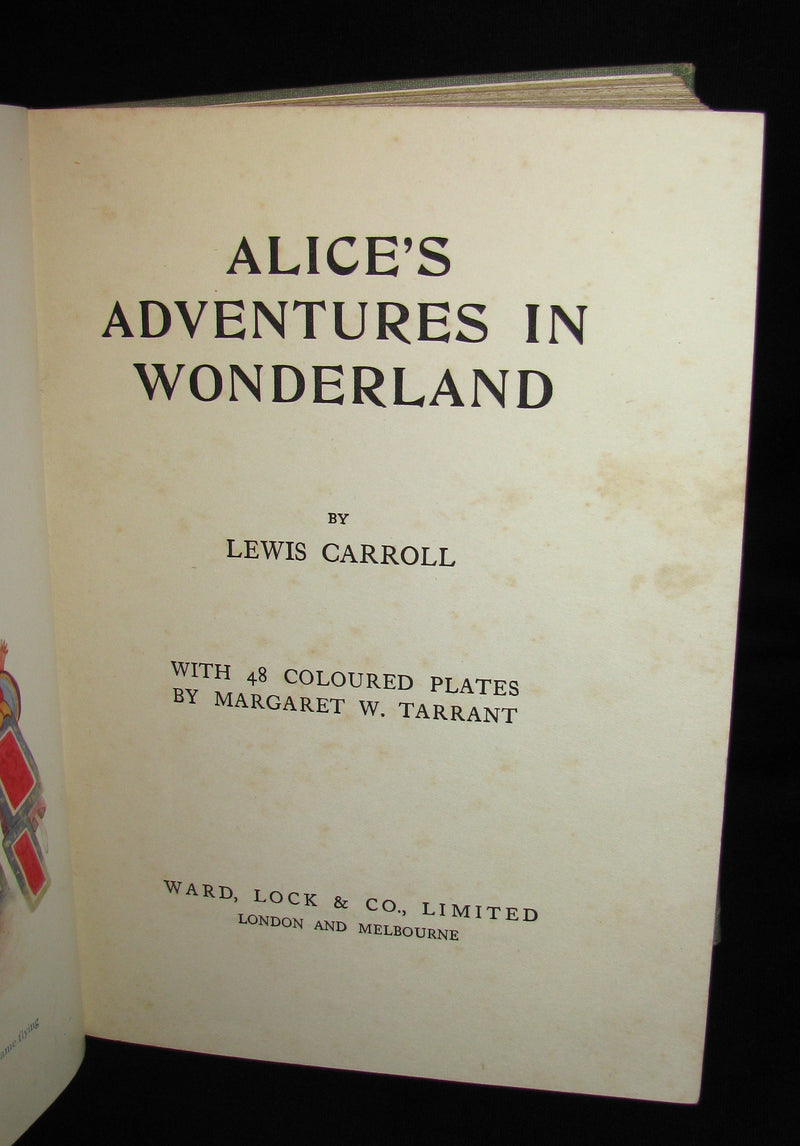 ALICE'S
ADVENTURES IN
WONDERLAND
BY
LEWIS CARROLL
WITH 48 COLOURED PLATES
BY MARGARET W. TARRANT
WARD, LOCK & CO., LIMITED
LONDON AND MELBOURNE
flying